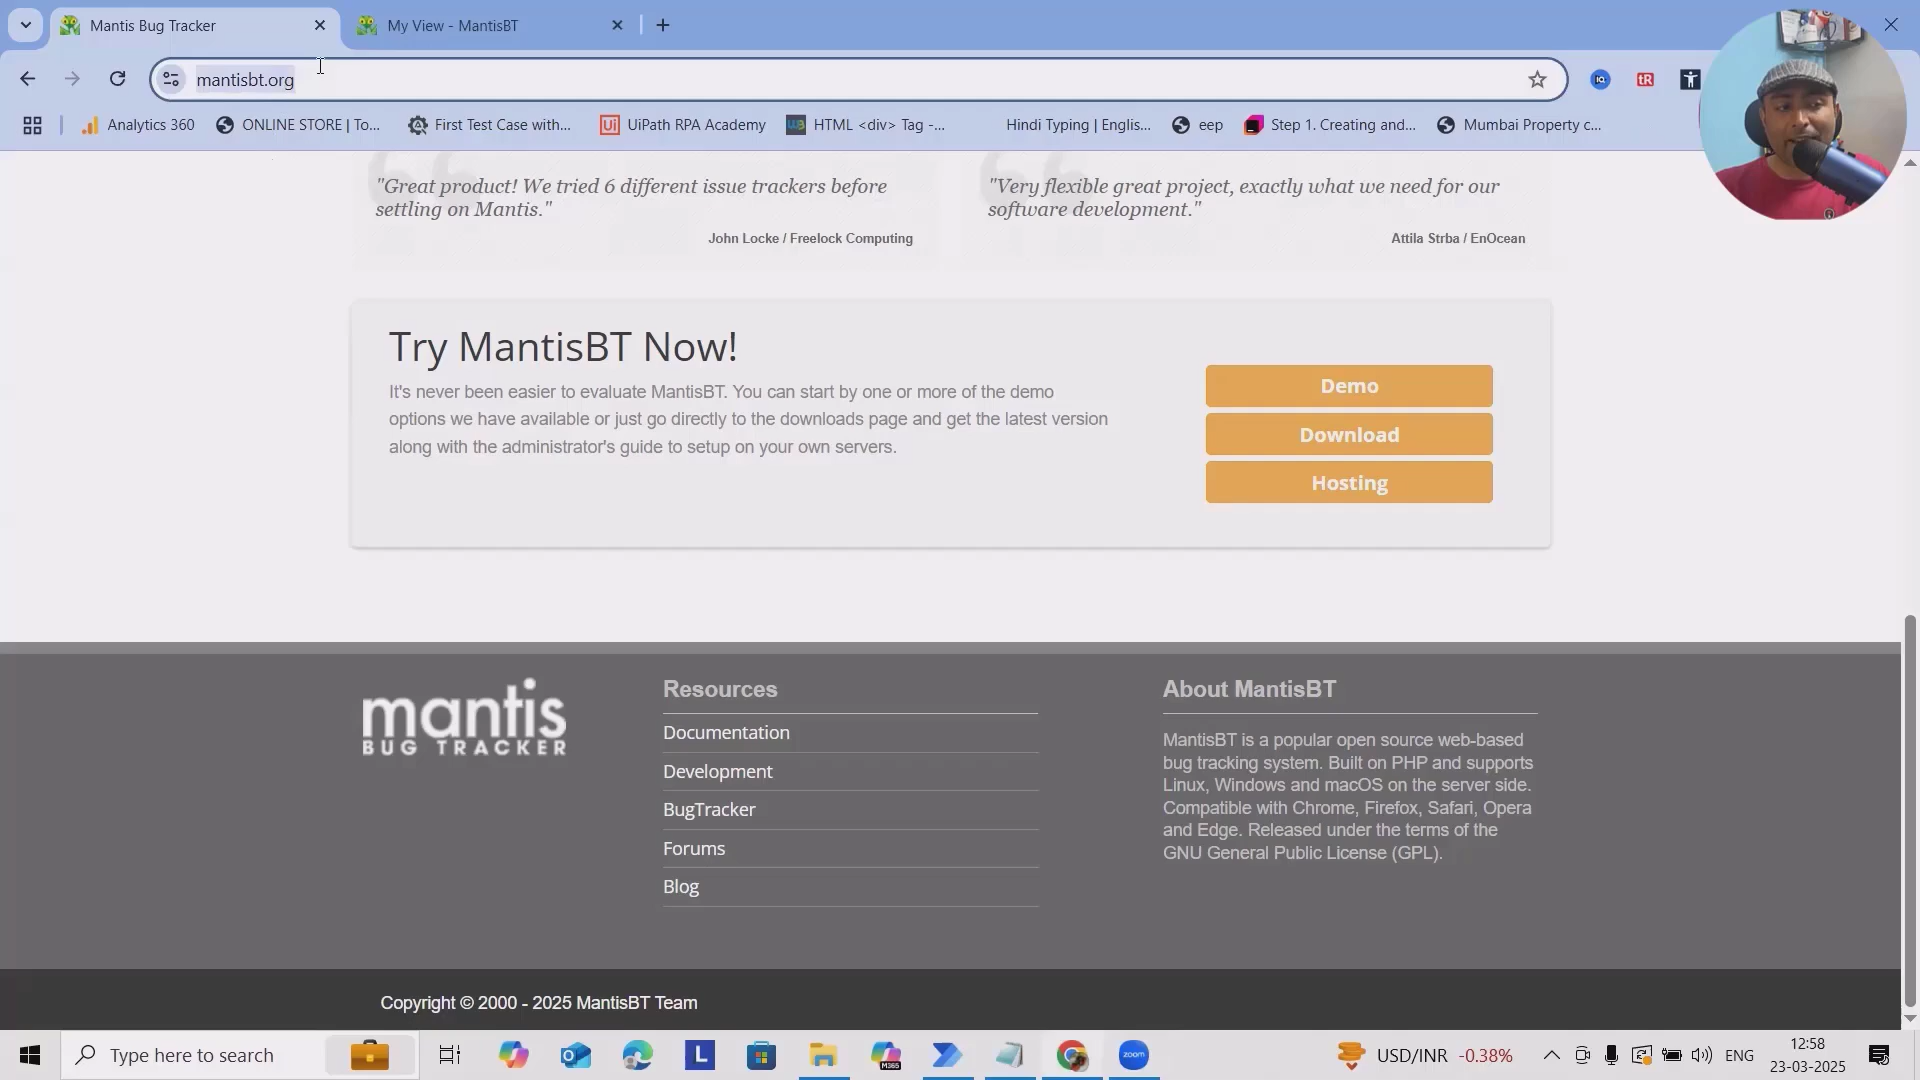 Mantis Bug Tracker
My View - MantisBT
mantisbt.org
Analytics 360
ONLINE STORE | To...
First Test Case with...
UiPath RPA Academy
HTML <div> Tag -...
Hindi Typing | Englis...
eep
Step 1. Creating and...
Mumbai Property c...
"Great product! We tried 6 different issue trackers before
settling on Mantis."
John Locke / Freelock Computing
"Very flexible great project, exactly what we need for our
software development."
Attila Strba / EnOcean
Try MantisBT Now!
It's never been easier to evaluate MantisBT. You can start by one or more of the demo
options we have available or just go directly to the downloads page and get the latest version
along with the administrator's guide to setup on your own servers.
Demo
Download
Hosting
mantis
BUG TRACKER
Resources
Documentation
Development
BugTracker
Forums
Blog
About MantisBT
MantisBT is a popular open source web-based
bug tracking system. Built on PHP and supports
Linux, Windows and macOS on the server side.
Compatible with Chrome, Firefox, Safari, Opera
and Edge. Released under the terms of the
GNU General Public License (GPL).
Copyright © 2000 - 2025 MantisBT Team
Type here to search
L
M365
zoom
USD/INR -0.38%
ENG
12:58
23-03-2025